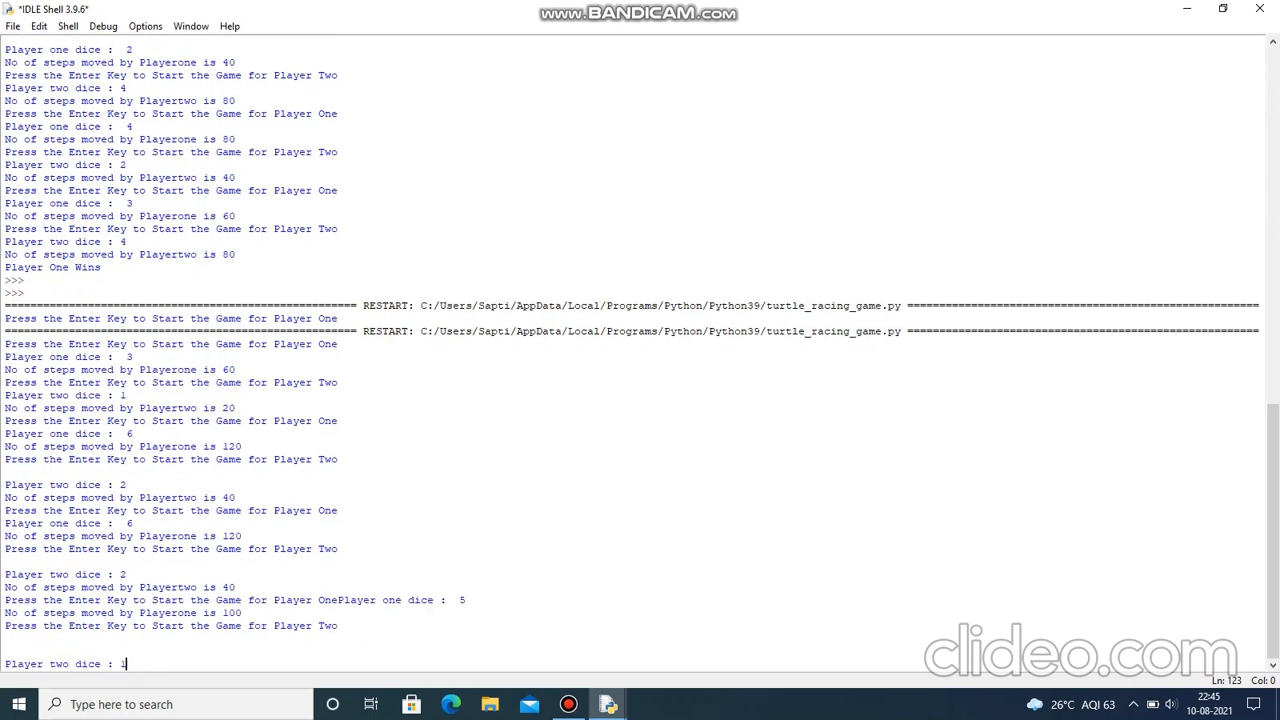 *IDLE Shell 3.9.6*
www.BANDICAM.com
File Edit Shell Debug Options Window Help
Player one dice :  2
No of steps moved by Playerone is 40
Press the Enter Key to Start the Game for Player Two
Player two dice : 4
No of steps moved by Playertwo is 80
Press the Enter Key to Start the Game for Player One
Player one dice :  4
No of steps moved by Playerone is 80
Press the Enter Key to Start the Game for Player Two
Player two dice : 2
No of steps moved by Playertwo is 40
Press the Enter Key to Start the Game for Player One
Player one dice :  3
No of steps moved by Playerone is 60
Press the Enter Key to Start the Game for Player Two
Player two dice : 4
No of steps moved by Playertwo is 80
Player One Wins
>>>
>>>
======================================================= RESTART: C:/Users/Sapti/AppData/Local/Programs/Python/Python39/turtle_racing_game.py =======================================================
Press the Enter Key to Start the Game for Player One
======================================================= RESTART: C:/Users/Sapti/AppData/Local/Programs/Python/Python39/turtle_racing_game.py =======================================================
Press the Enter Key to Start the Game for Player One
Player one dice :  3
No of steps moved by Playerone is 60
Press the Enter Key to Start the Game for Player Two
Player two dice : 1
No of steps moved by Playertwo is 20
Press the Enter Key to Start the Game for Player One
Player one dice :  6
No of steps moved by Playerone is 120
Press the Enter Key to Start the Game for Player Two
Player two dice : 2
No of steps moved by Playertwo is 40
Press the Enter Key to Start the Game for Player One
Player one dice :  6
No of steps moved by Playerone is 120
Press the Enter Key to Start the Game for Player Two
Player two dice : 2
No of steps moved by Playertwo is 40
Press the Enter Key to Start the Game for Player OnePlayer one dice :  5
No of steps moved by Playerone is 100
Press the Enter Key to Start the Game for Player Two
Player two dice : 1
clideo.com
Ln: 123 Col: 0
Type here to search
26°C AQI 63
22:45
10-08-2021